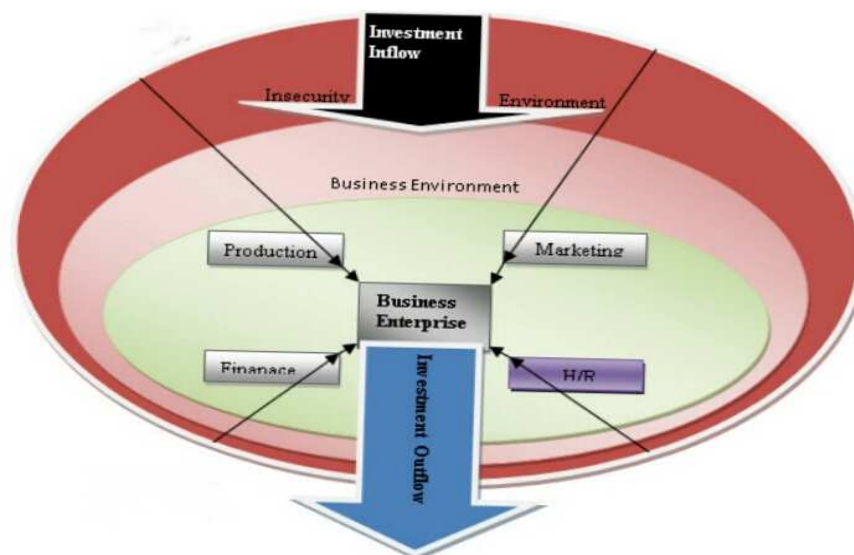 Investment
Inflow
Insecurity
Environment
Business Environment
Production
Marketing
Business
Enterprise
Finanace
H/R
Investment Outflow